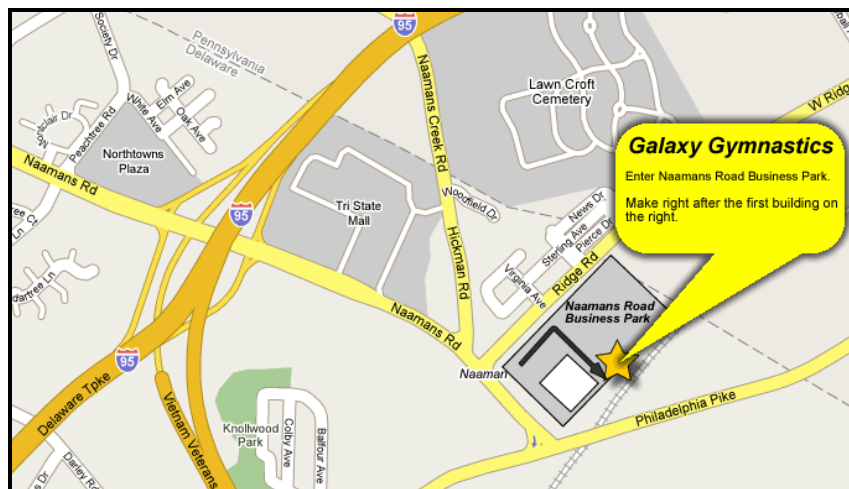 95
95
95
95
Pennsylvania
Delaware
Society Dr
Elm Ave
White Ave
Oak Ave
Montclair Dr
Peachtree Rd
Northtowns
Plaza
Naamans Rd
Naamans Creek Rd
Lawn Croft
Cemetery
W Ridge
Galaxy Gymnastics
Enter Naamans Road Business Park.
Make right after the first building on
the right.
Tri State
Mall
Woodfield Dr
Hickman Rd
News Dr
Sterling Ave
Pierce Dr
Virginia Ave
Ridge Rd
Naamans Road
Business Park
Naamans Rd
Naaman
Philadelphia Pike
Delaware Tpke
Vietnam Veterans
Knollwood
Park
Colby Ave
Balfour Ave
Darley Rd